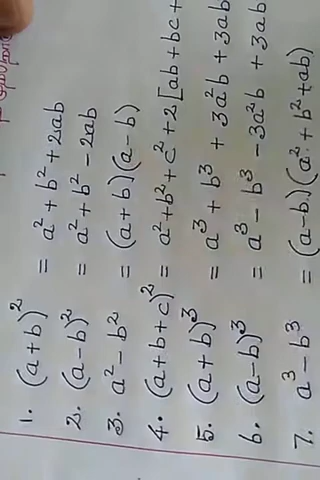 1. (a+b)² = a² + b² + 2ab
2. (a-b)² = a² + b² - 2ab
3. a² - b² = (a+b)(a-b)
4. (a+b+c)² = a² + b² + c² + 2[ab + bc +
5. (a+b)³ = a³ + b³ + 3a²b + 3ab
6. (a-b)³ = a³ - b³ - 3a²b + 3ab
7. a³ - b³ = (a-b)(a² + b² + ab)